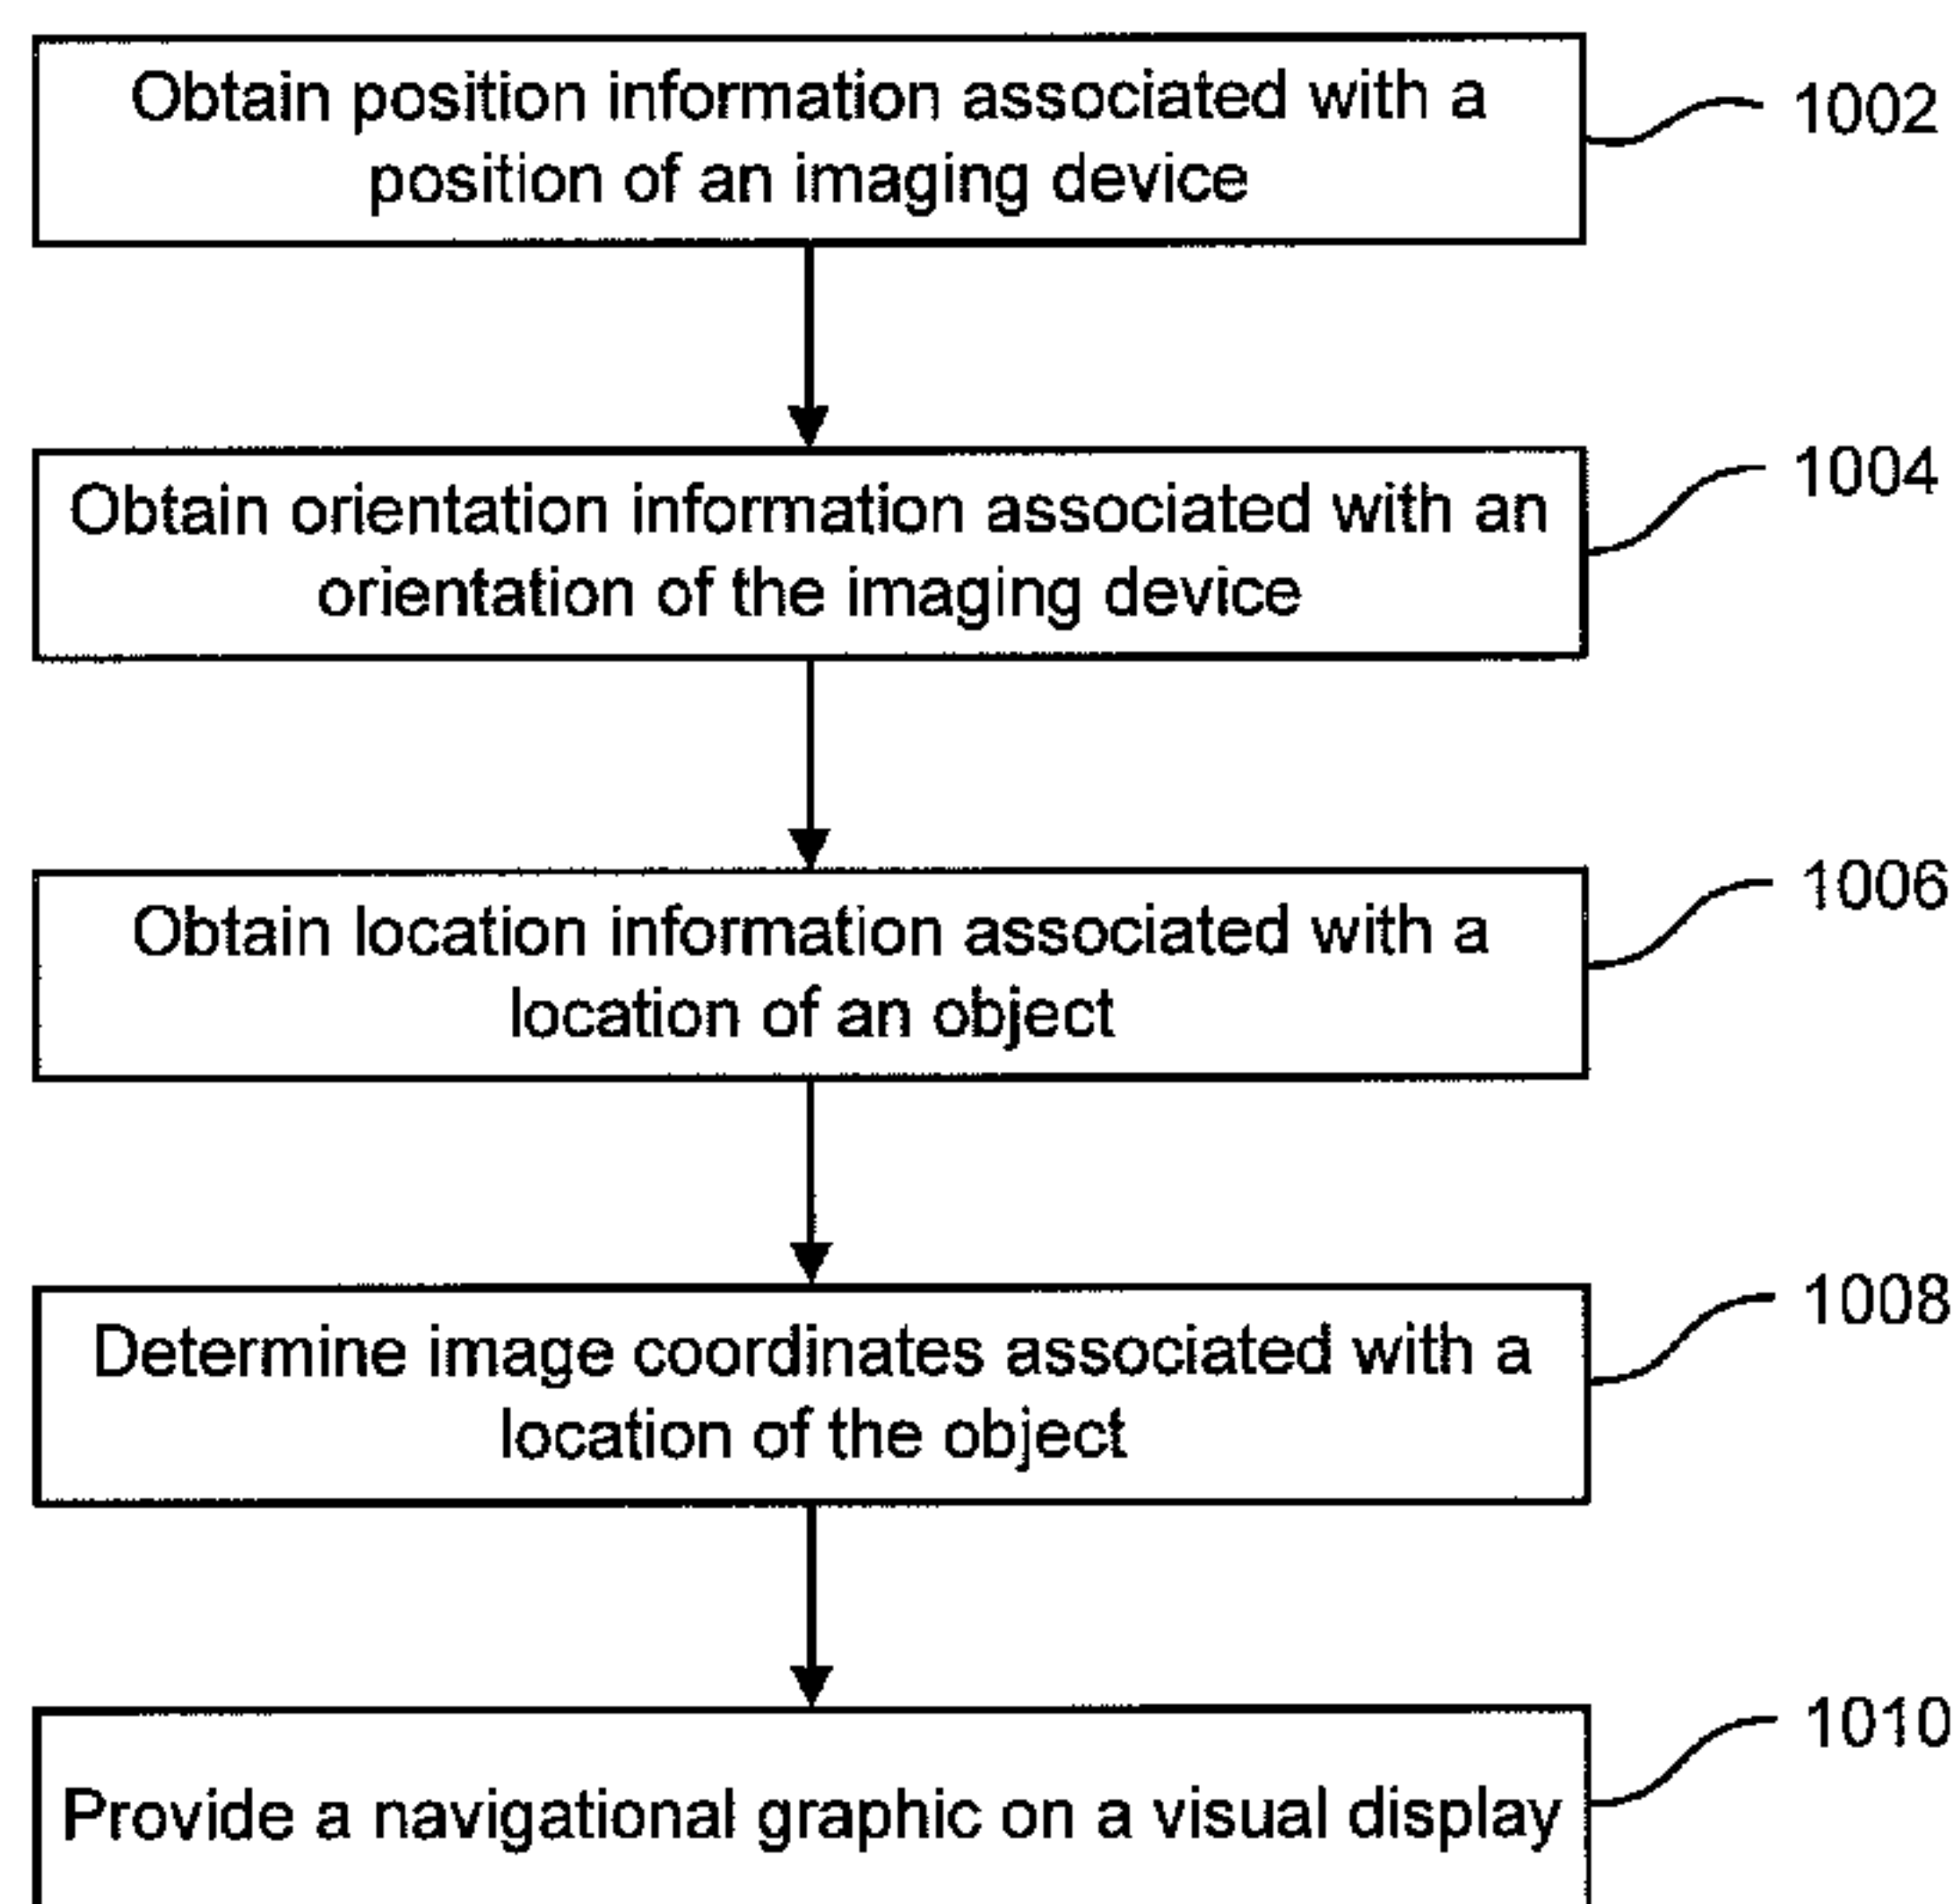 Obtain position information associated with a
position of an imaging device
1002
Obtain orientation information associated with an
orientation of the imaging device
1004
Obtain location information associated with a
location of an object
1006
Determine image coordinates associated with a
location of the object
1008
Provide a navigational graphic on a visual display
1010